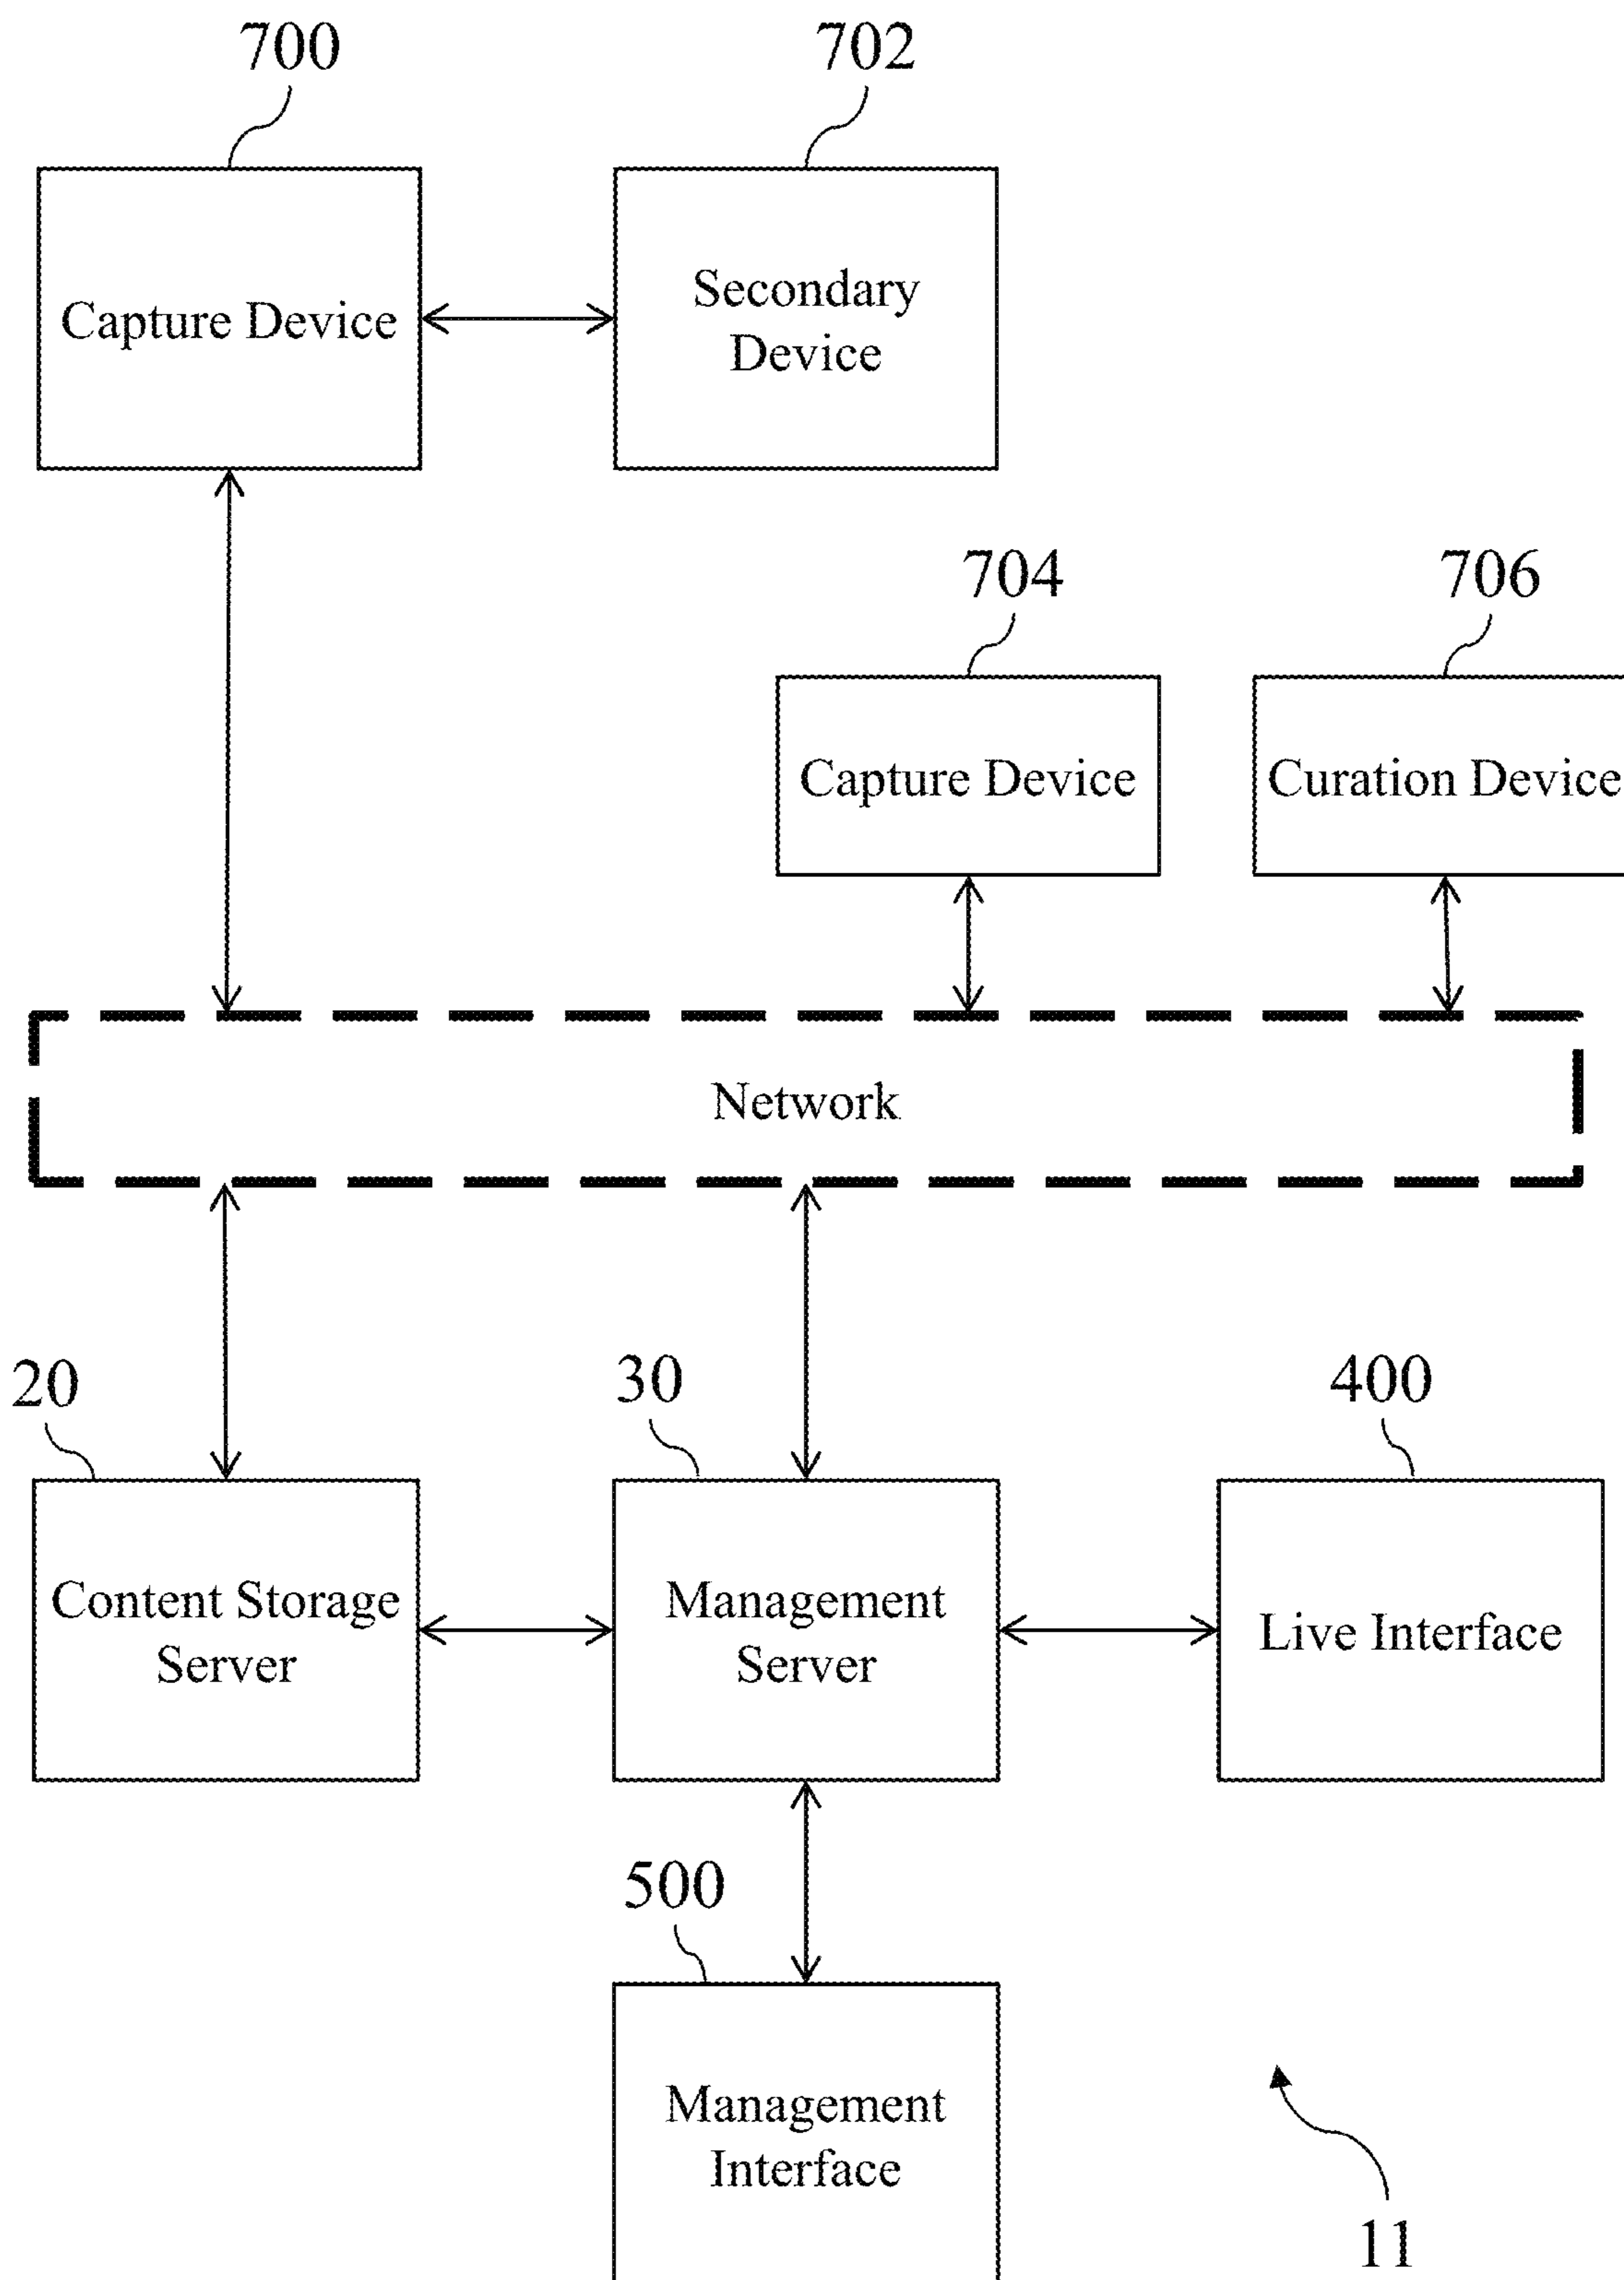 700
702
Capture Device
Secondary
Device
704
706
Capture Device
Curation Device
Network
20
30
400
Content Storage
Server
Management
Server
Live Interface
500
Management
Interface
11